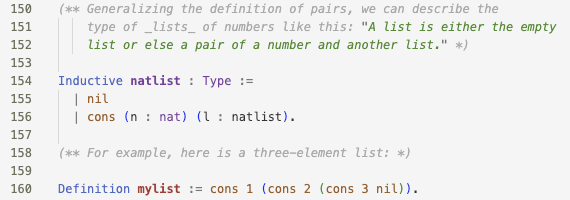 150 (** Generalizing the definition of pairs, we can describe the
151 type of _lists_ of numbers like this: "A list is either the empty
152 list or else a pair of a number and another list." *)
153
154 Inductive natlist : Type :=
155 | nil
156 | cons (n : nat) (l : natlist).
157
158 (** For example, here is a three-element list: *)
159
160 Definition mylist := cons 1 (cons 2 (cons 3 nil)).